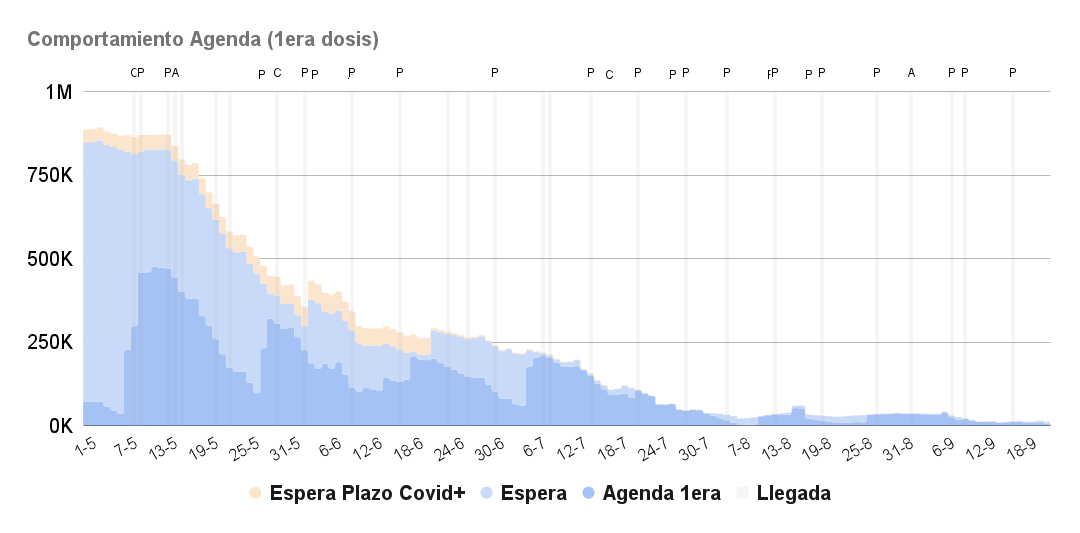 Comportamiento Agenda (1era dosis)
CP PA P C P P P P P P C P P P P P P P P P A P P P
1M
750K
500K
250K
0K
1-5 7-5 13-5 19-5 25-5 31-5 6-6 12-6 18-6 24-6 30-6 6-7 12-7 18-7 24-7 30-7 7-8 13-8 19-8 25-8 31-8 6-9 12-9 18-9
Espera Plazo Covid+ Espera Agenda 1era Llegada